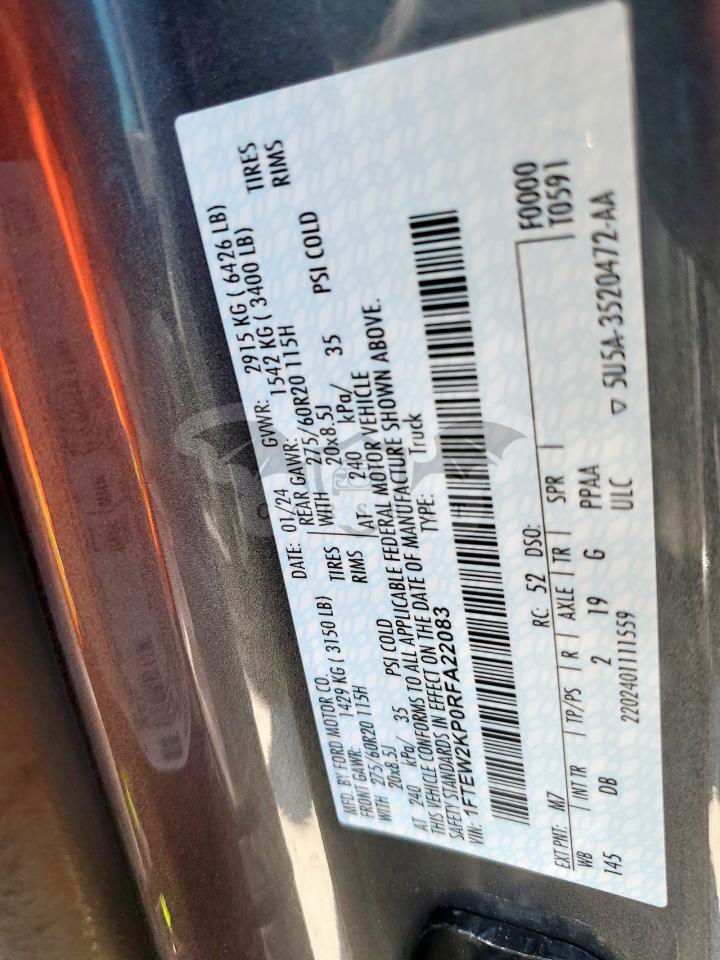 MFD. BY FORD MOTOR CO.
DATE: 01/24 GVWR: 2915 KG ( 6426 LB)
FRONT GAWR: 1429 KG ( 3150 LB) REAR GAWR: 1542 KG ( 3400 LB)
WITH 275/60R20 115H TIRES WITH 275/60R20 115H TIRES
20x8.5J RIMS 20x8.5J RIMS
AT 240 kPa/ 35 PSI COLD AT 240 kPa/ 35 PSI COLD
THIS VEHICLE CONFORMS TO ALL APPLICABLE FEDERAL MOTOR VEHICLE
SAFETY STANDARDS IN EFFECT ON THE DATE OF MANUFACTURE SHOWN ABOVE.
VIN: 1FTEW2KP0RFA22083 TYPE: Truck
F0000
T0591
EXT PNT: M7 RC: 52 DSO:
WB INTR TP/PS R AXLE TR SPR
145 DB 2 19 G PPAA
2202401111559 ULC ▽ 5U5A-3520472-AA